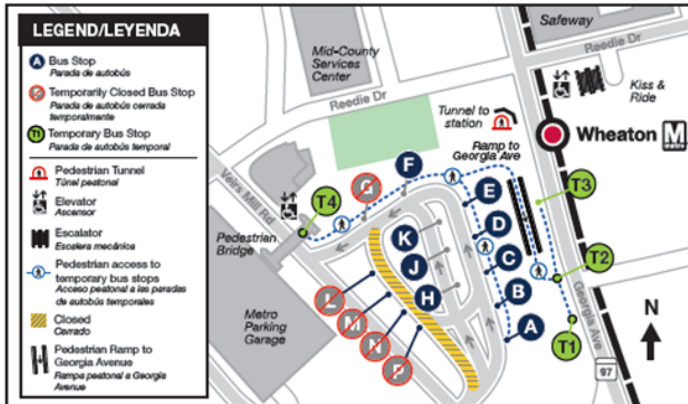 LEGEND/LEYENDA
A Bus Stop
Parada de autobús
Temporarily Closed Bus Stop
Parada de autobús cerrada
temporalmente
T1 Temporary Bus Stop
Parada de autobús temporal
Pedestrian Tunnel
Túnel peatonal
Elevator
Ascensor
Escalator
Escalera mecánica
Pedestrian access to
temporary bus stops
Acceso peatonal a las paradas
de autobús temporales
Closed
Cerrado
Pedestrian Ramp to
Georgia Avenue
Rampa peatonal a Georgia
Avenue
Safeway
Reedie Dr
Mid-County
Services
Center
Kiss &
Ride
Reedie Dr
Tunnel to
station
Wheaton M
metro
Ramp to
Georgia Ave
F
G
E
T3
Veirs Mill Rd
T4
D
K
Pedestrian
Bridge
C
J
T2
B
H
Metro
Parking
Garage
L
M
N
P
A
T1
Georgia Ave
N
97